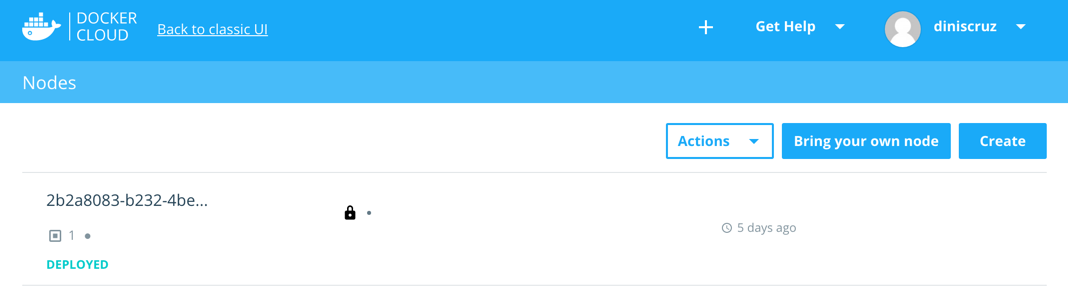 DOCKER
CLOUD
Back to classic UI
Get Help
diniscruz
Nodes
Actions
Bring your own node
Create
2b2a8083-b232-4be...
1
5 days ago
DEPLOYED